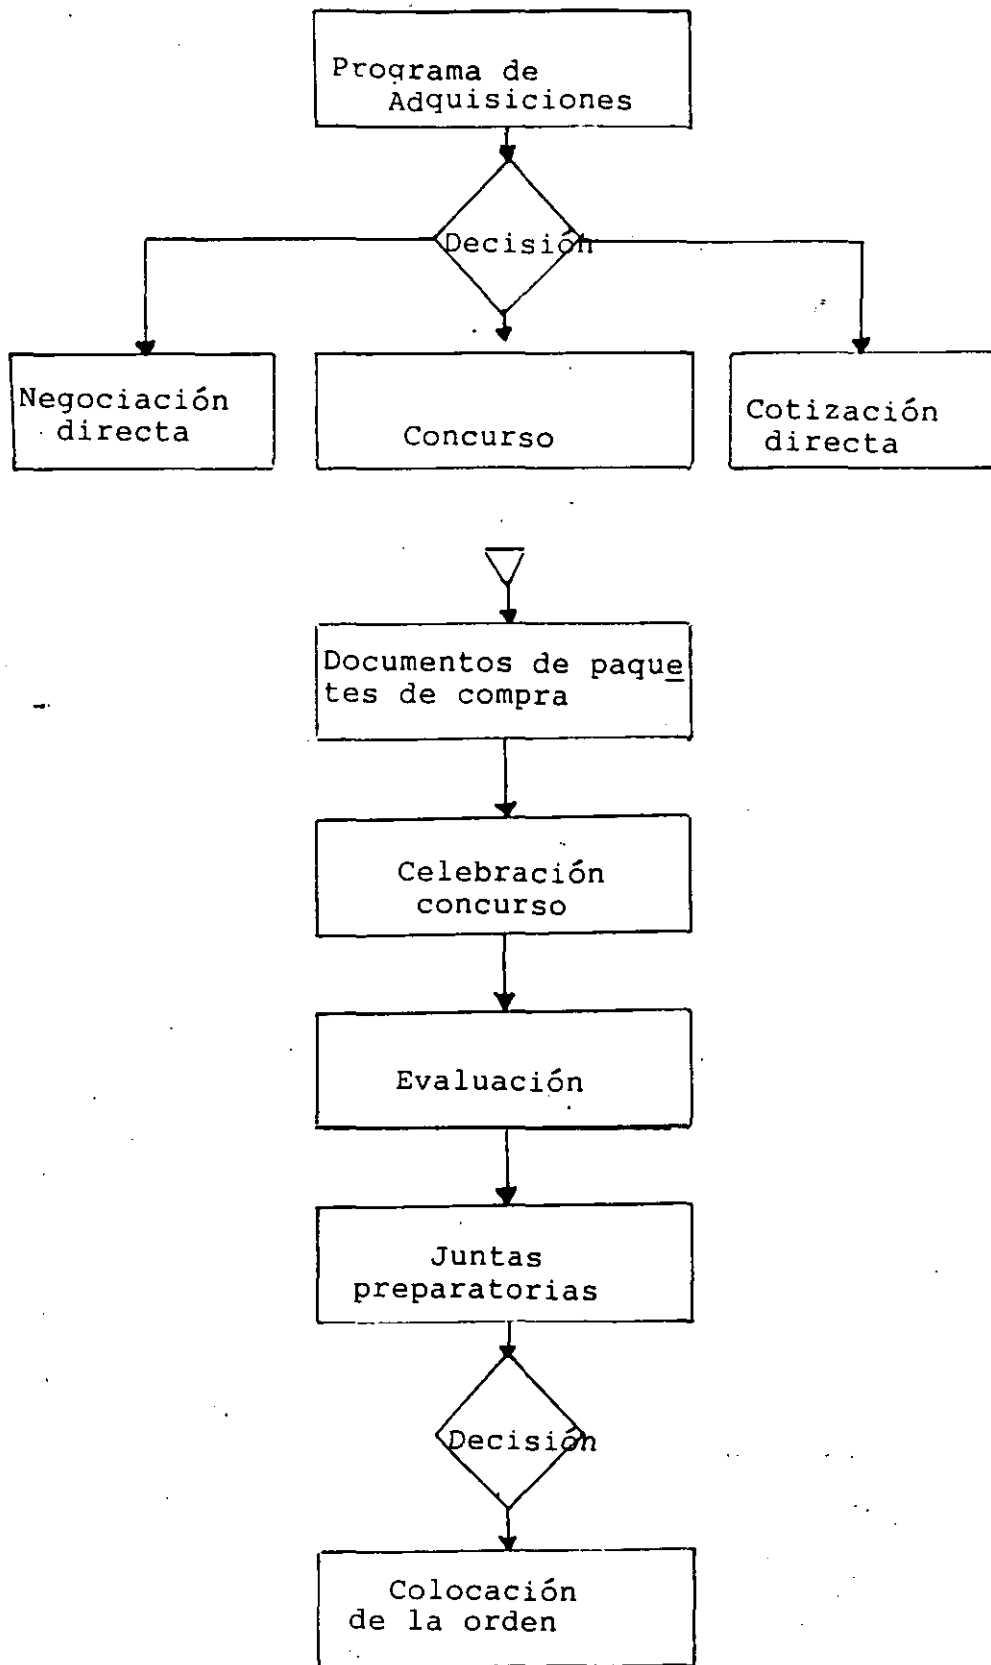 Programa de
Adquisiciones
Decisión
Negociación
directa
Concurso
Cotización
directa
Documentos de paque
tes de compra
Celebración
concurso
Evaluación
Juntas
preparatorias
Decisión
Colocación
de la orden